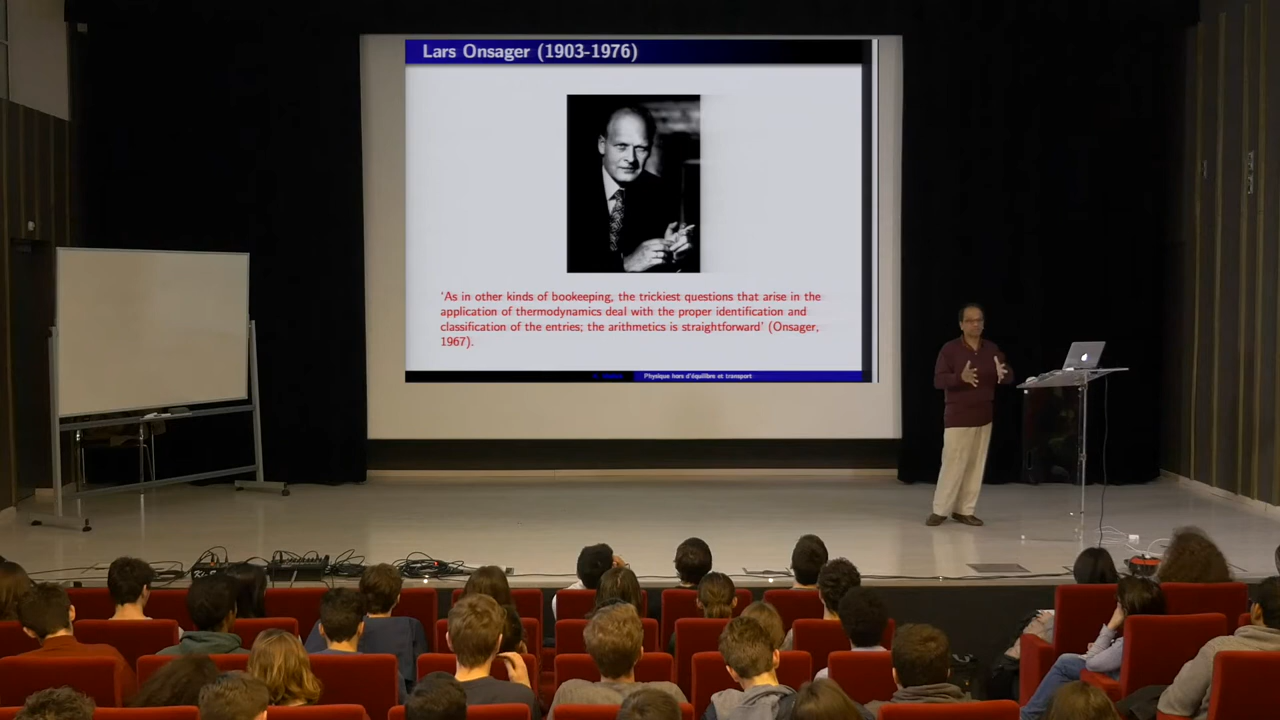 Lars Onsager (1903-1976)
'As in other kinds of bookeeping, the trickiest questions that arise in the
application of thermodynamics deal with the proper identification and
classification of the entries; the arithmetics is straightforward' (Onsager,
1967).
Physique hors d'équilibre et transport